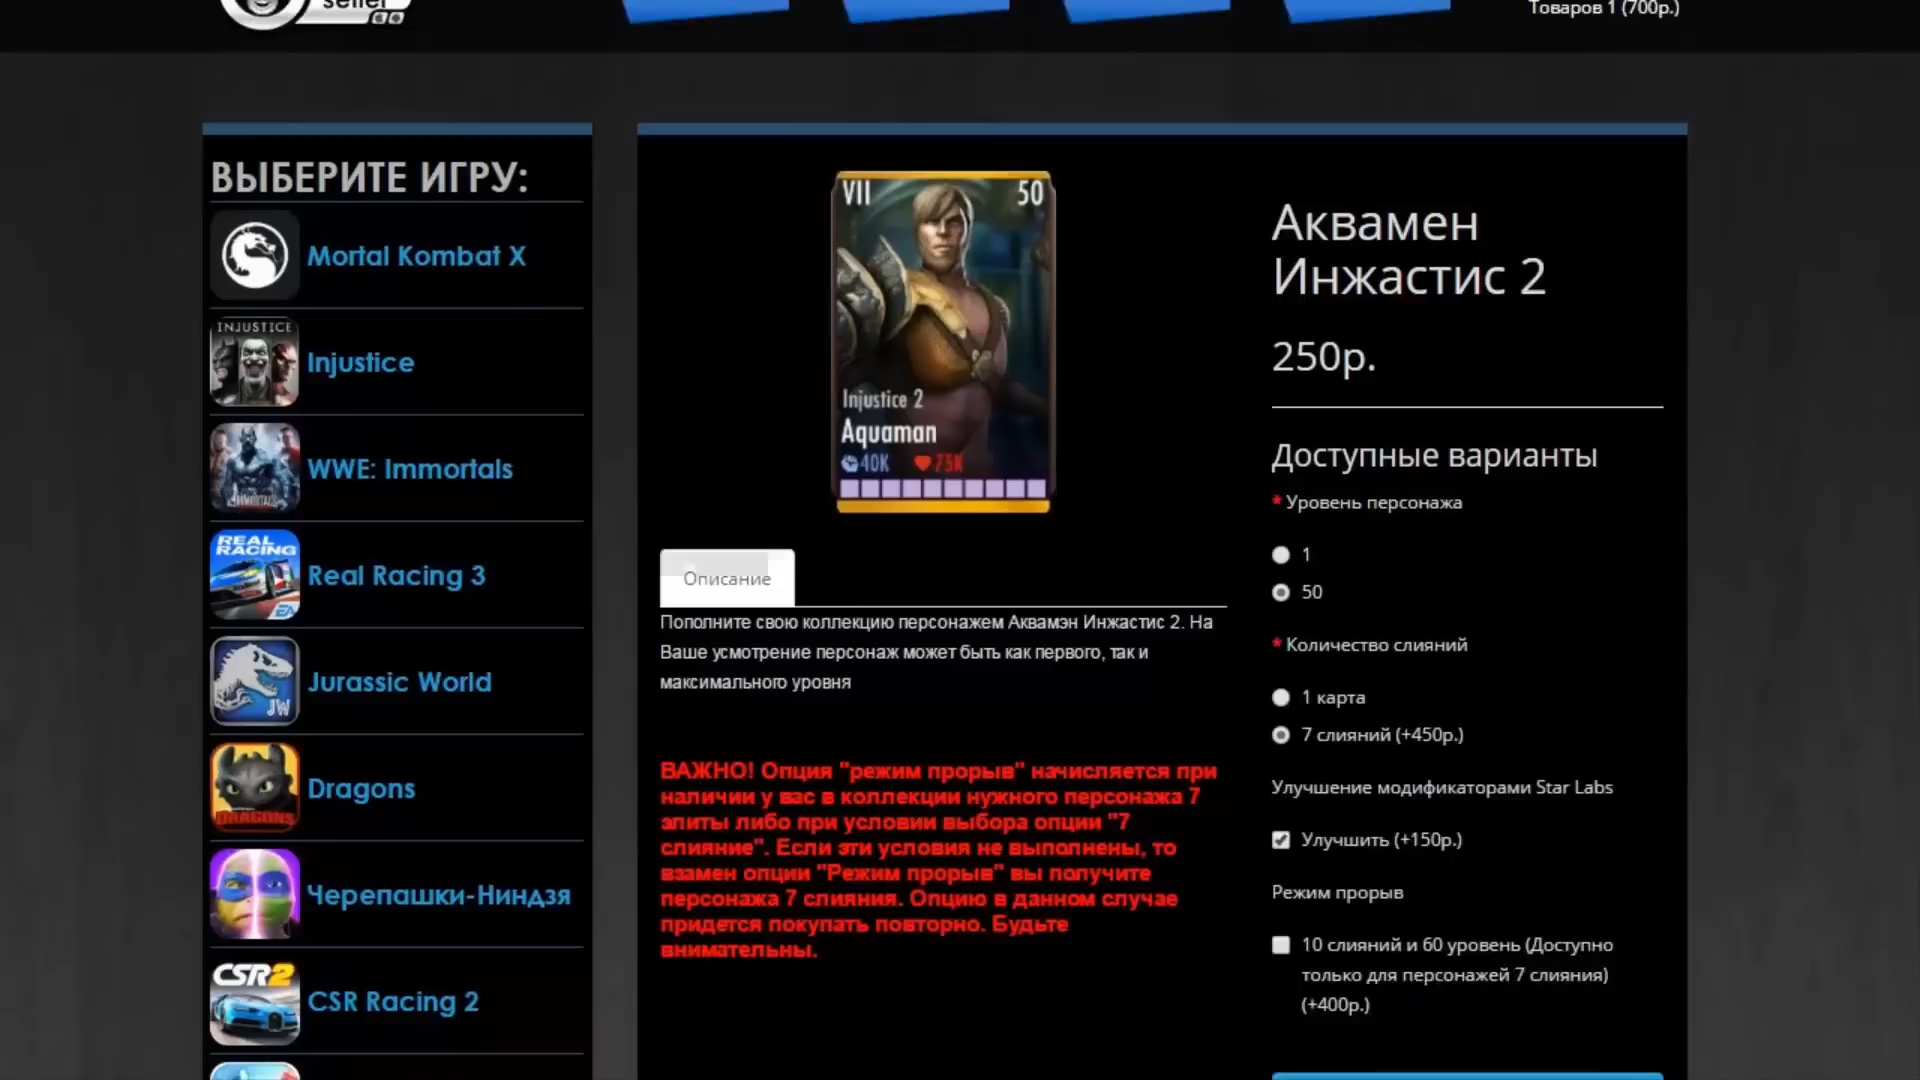 seller
Товаров 1 (700р.)
ВЫБЕРИТЕ ИГРУ:
Mortal Kombat X
INJUSTICE
Injustice
IMMORTALS
WWE: Immortals
REAL
RACING
EA
Real Racing 3
JW
Jurassic World
DRAGONS
Dragons
Черепашки-Ниндзя
CSR2
CSR Racing 2
VII 50
Injustice 2
Aquaman
40K 75K
Описание
Пополните свою коллекцию персонажем Аквамэн Инжастис 2. На
Ваше усмотрение персонаж может быть как первого, так и
максимального уровня
ВАЖНО! Опция "режим прорыв" начисляется при
наличии у вас в коллекции нужного персонажа 7
элиты либо при условии выбора опции "7
слияние". Если эти условия не выполнены, то
взамен опции "Режим прорыв" вы получите
персонажа 7 слияния. Опцию в данном случае
придется покупать повторно. Будьте
внимательны.
Аквамен
Инжастис 2
250р.
Доступные варианты
* Уровень персонажа
1
50
* Количество слияний
1 карта
7 слияний (+450р.)
Улучшение модификаторами Star Labs
Улучшить (+150р.)
Режим прорыв
10 слияний и 60 уровень (Доступно
только для персонажей 7 слияния)
(+400р.)